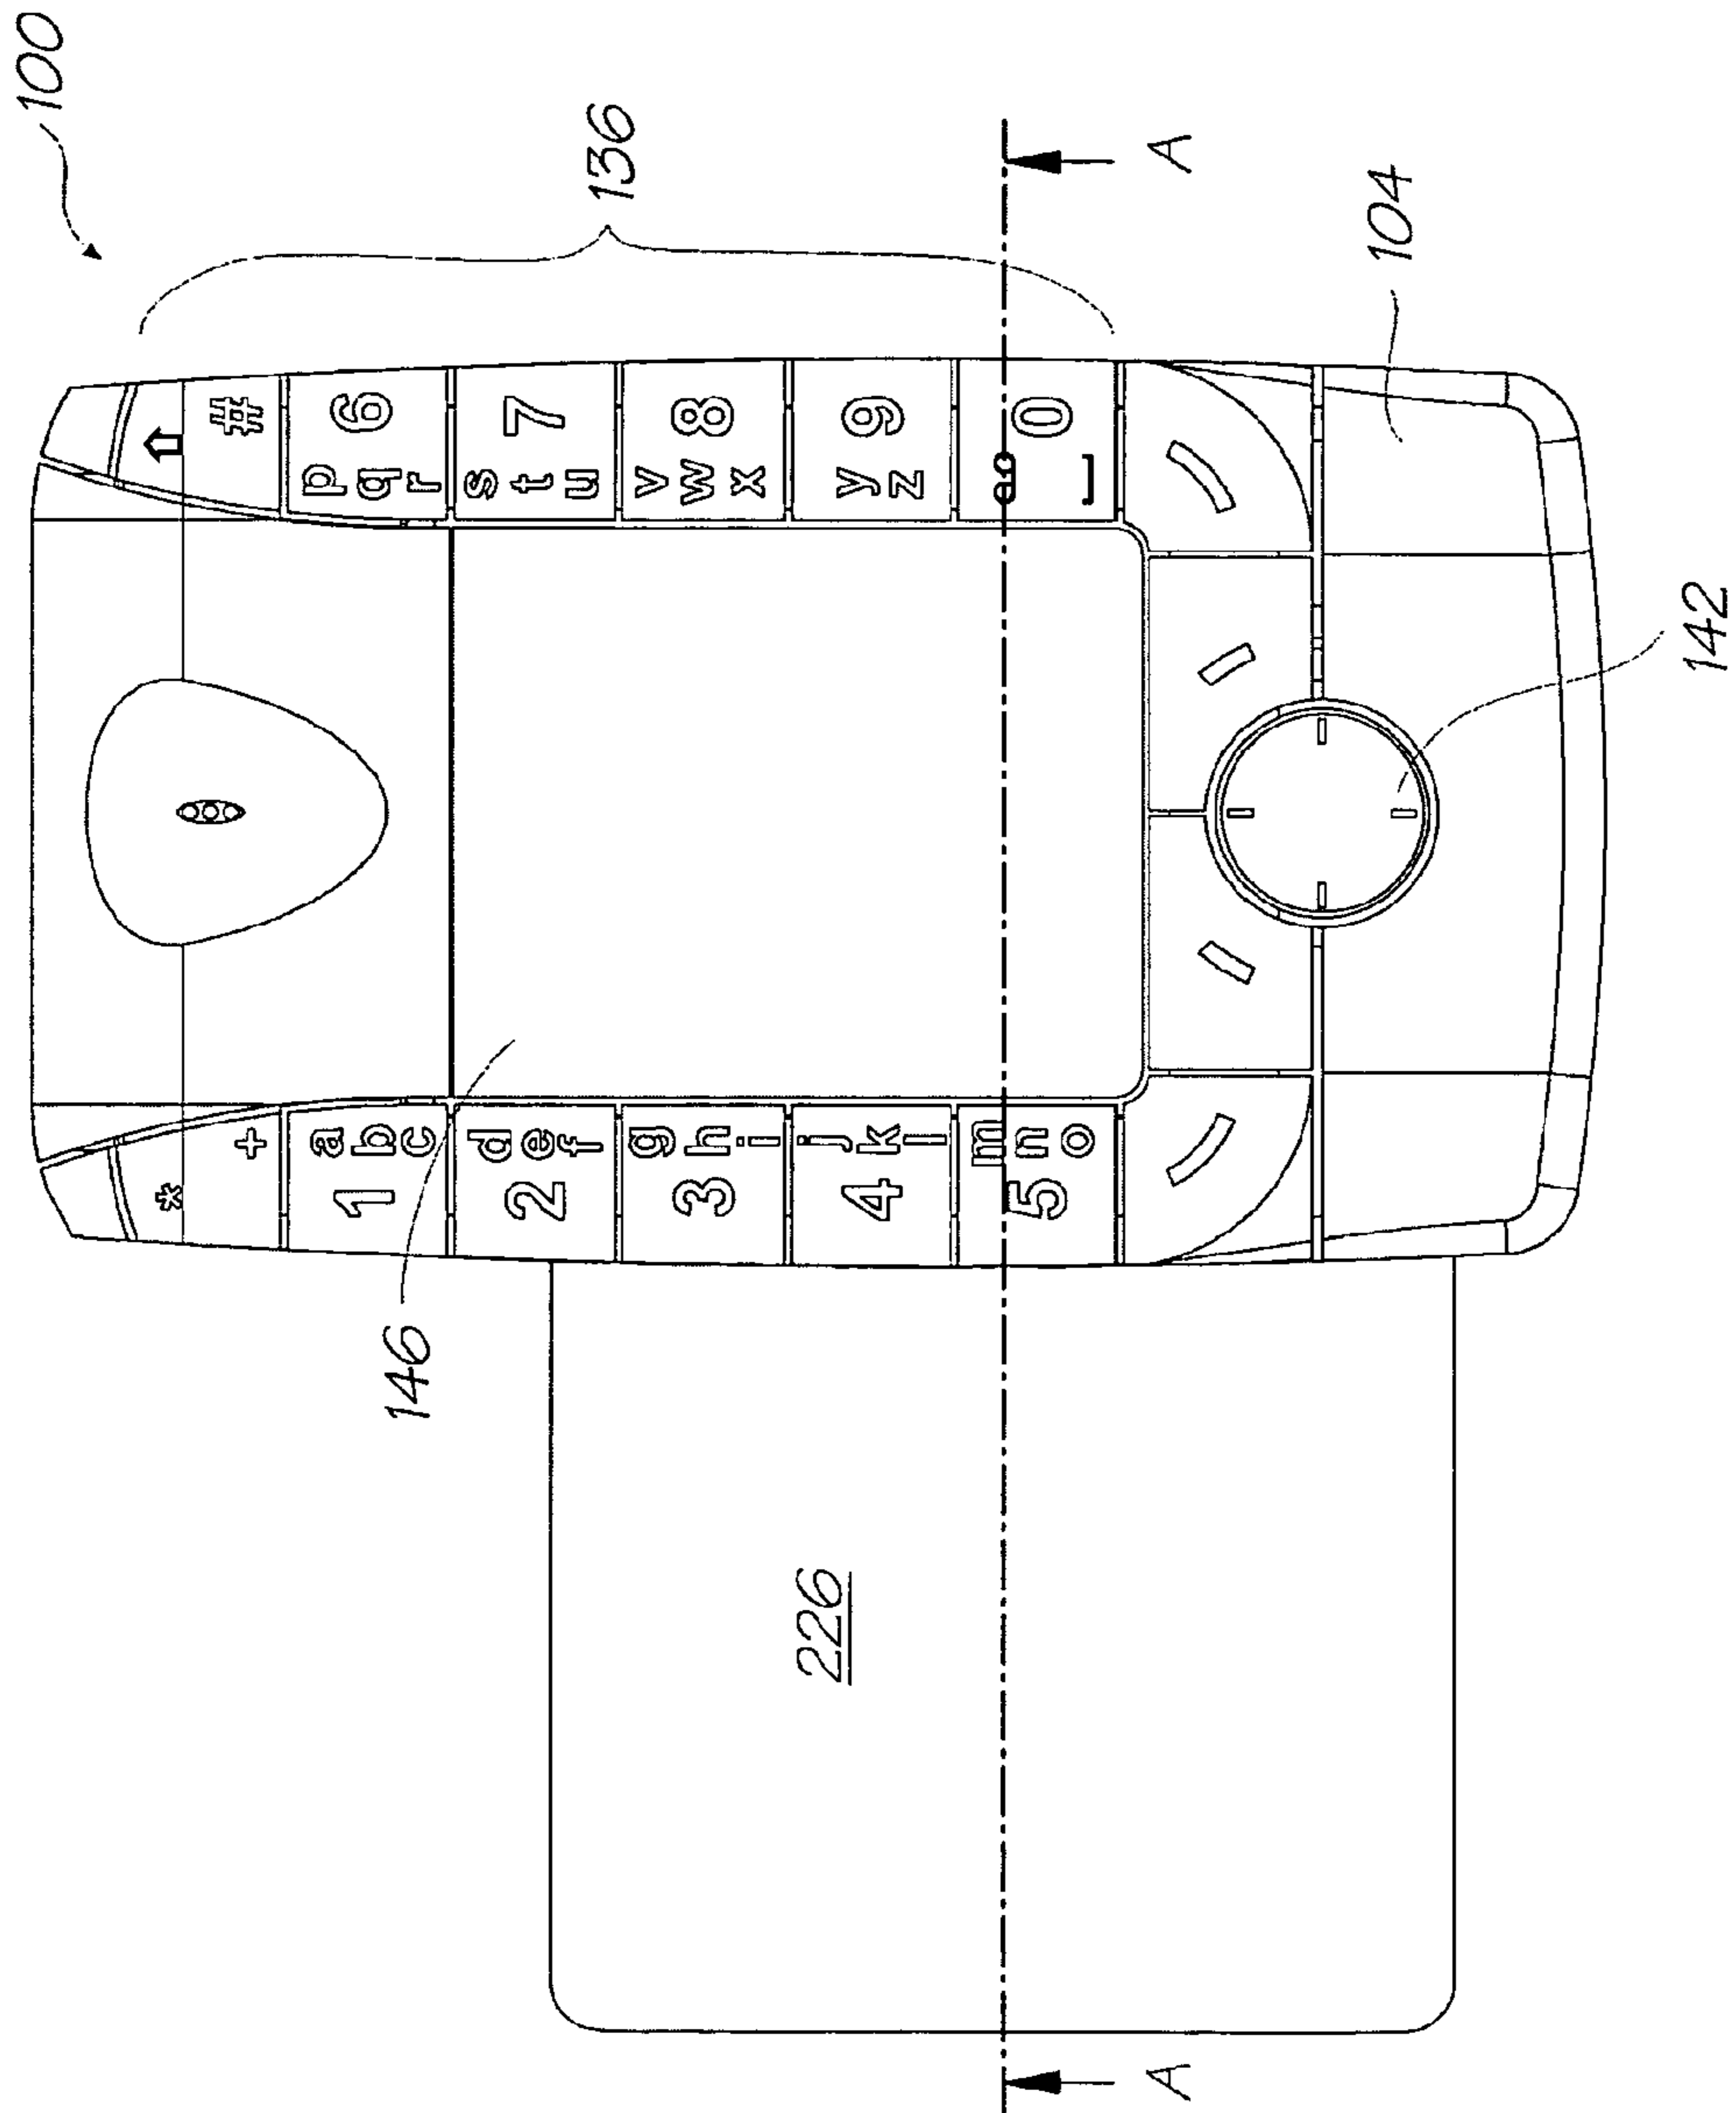 100
* ⇧
+ #
a p
1 b q 6
c r
146
d s
2 e t 7
f u
136
g v
3 h w 8
i x
226
j y
4 k z 9
l
m
5 n 0
o ]
A A
104
142